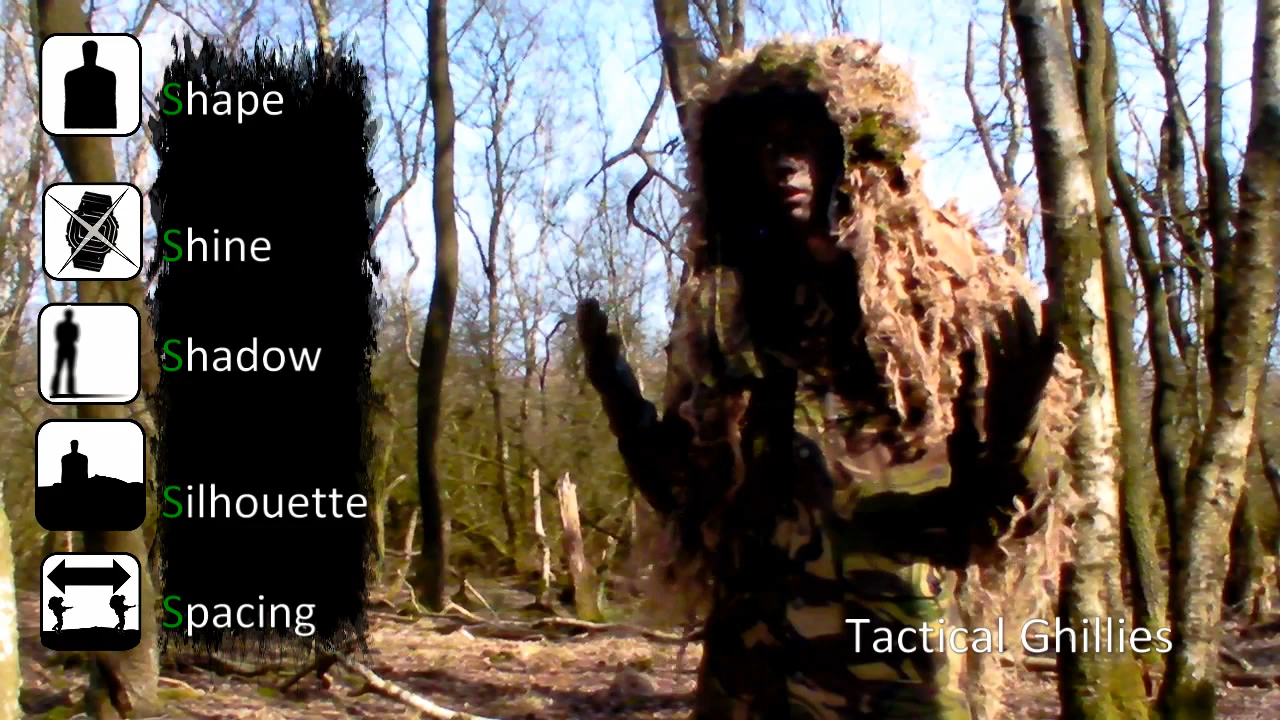 Shape
Shine
Shadow
Silhouette
Spacing
Tactical Ghillies